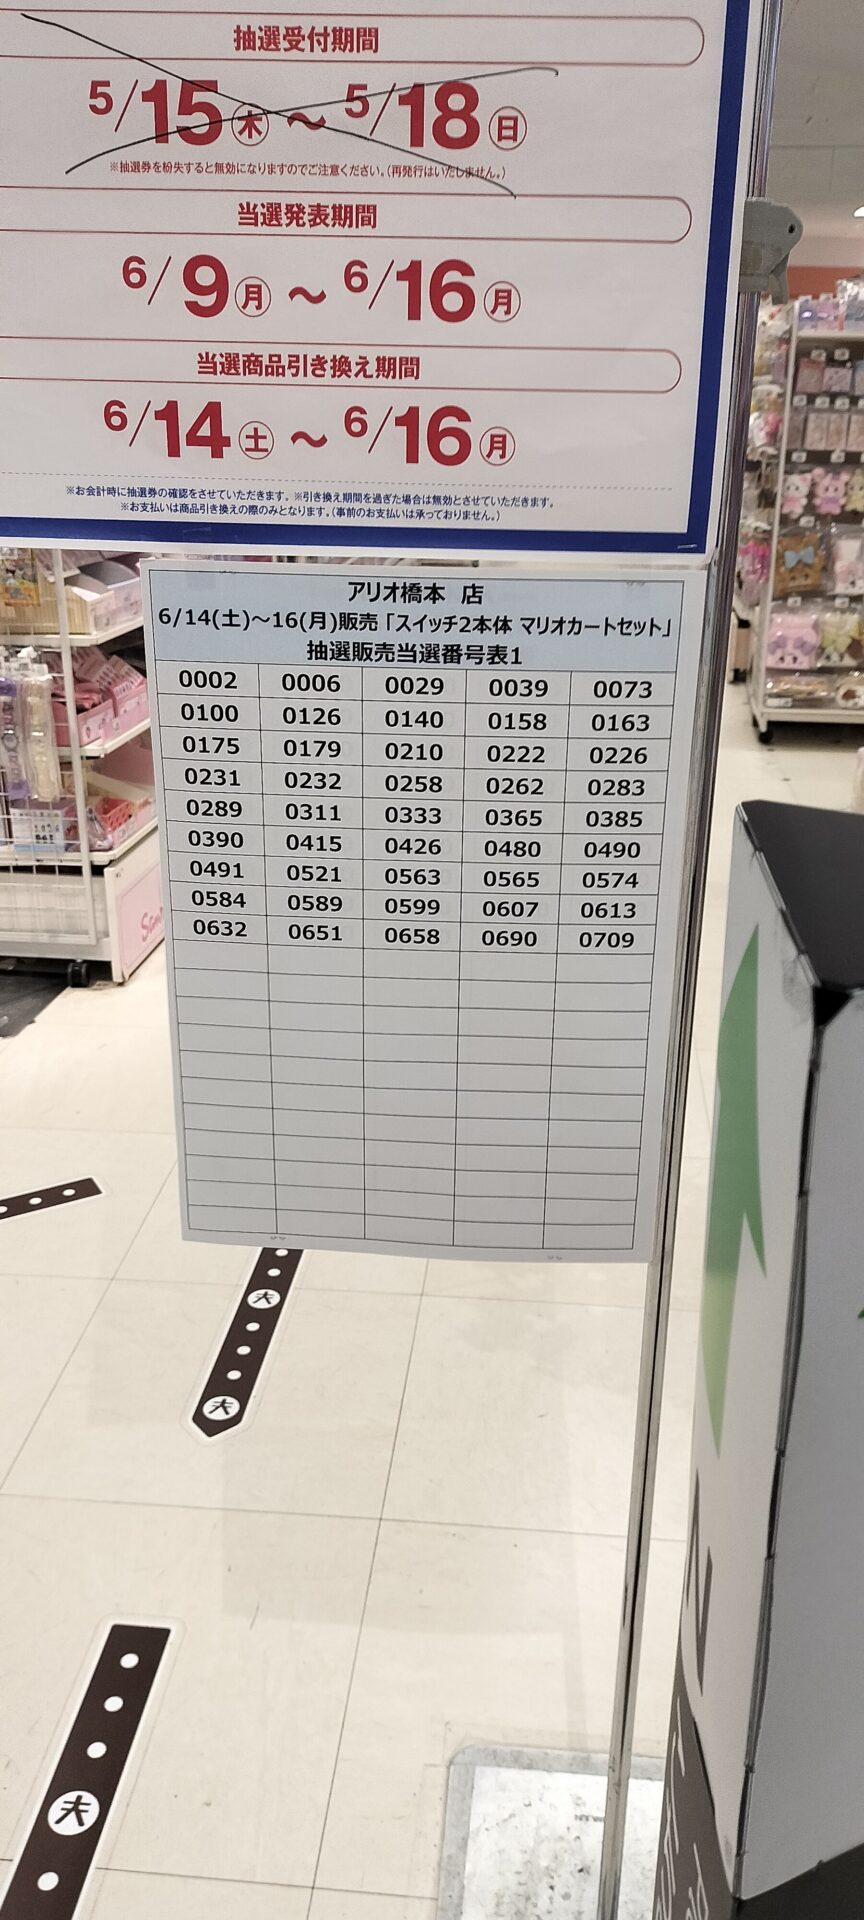 抽選受付期間
5/15㊍～5/18㊐
※抽選券を紛失すると無効になりますのでご注意ください。（再発行はいたしません。）
当選発表期間
6/9㊊～6/16㊊
当選商品引き換え期間
6/14㊏～6/16㊊
※お会計時に抽選券の確認をさせていただきます。※引き換え期間を過ぎた場合は無効とさせていただきます。
※お支払いは商品引き換えの際のみとなります。（事前のお支払いは承っておりません。）
アリオ橋本 店
6/14(土)～16(月)販売「スイッチ2本体 マリオカートセット」
抽選販売当選番号表1
0002 0006 0029 0039 0073
0100 0126 0140 0158 0163
0175 0179 0210 0222 0226
0231 0232 0258 0262 0283
0289 0311 0333 0365 0385
0390 0415 0426 0480 0490
0491 0521 0563 0565 0574
0584 0589 0599 0607 0613
0632 0651 0658 0690 0709